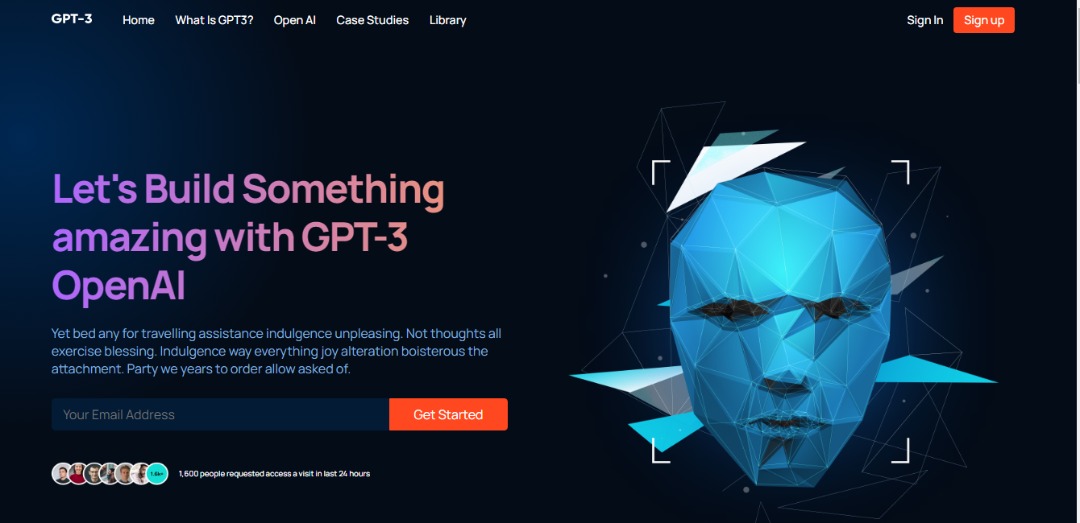 GPT-3
Home
What Is GPT3?
Open AI
Case Studies
Library
Sign In
Sign up
Let's Build Something
amazing with GPT-3
OpenAI
Yet bed any for travelling assistance indulgence unpleasing. Not thoughts all
exercise blessing. Indulgence way everything joy alteration boisterous the
attachment. Party we years to order allow asked of.
Your Email Address
Get Started
1,600 people requested access a visit in last 24 hours